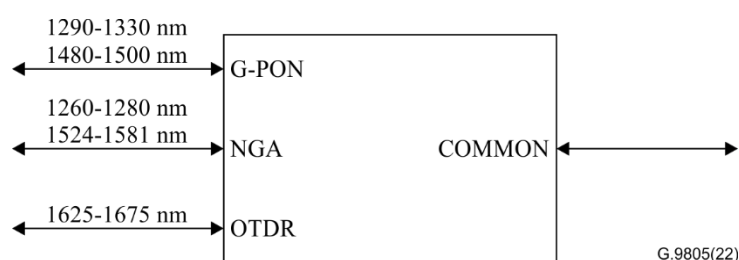 1290-1330 nm
1480-1500 nm
G-PON
1260-1280 nm
1524-1581 nm
NGA
COMMON
1625-1675 nm
OTDR
G.9805(22)